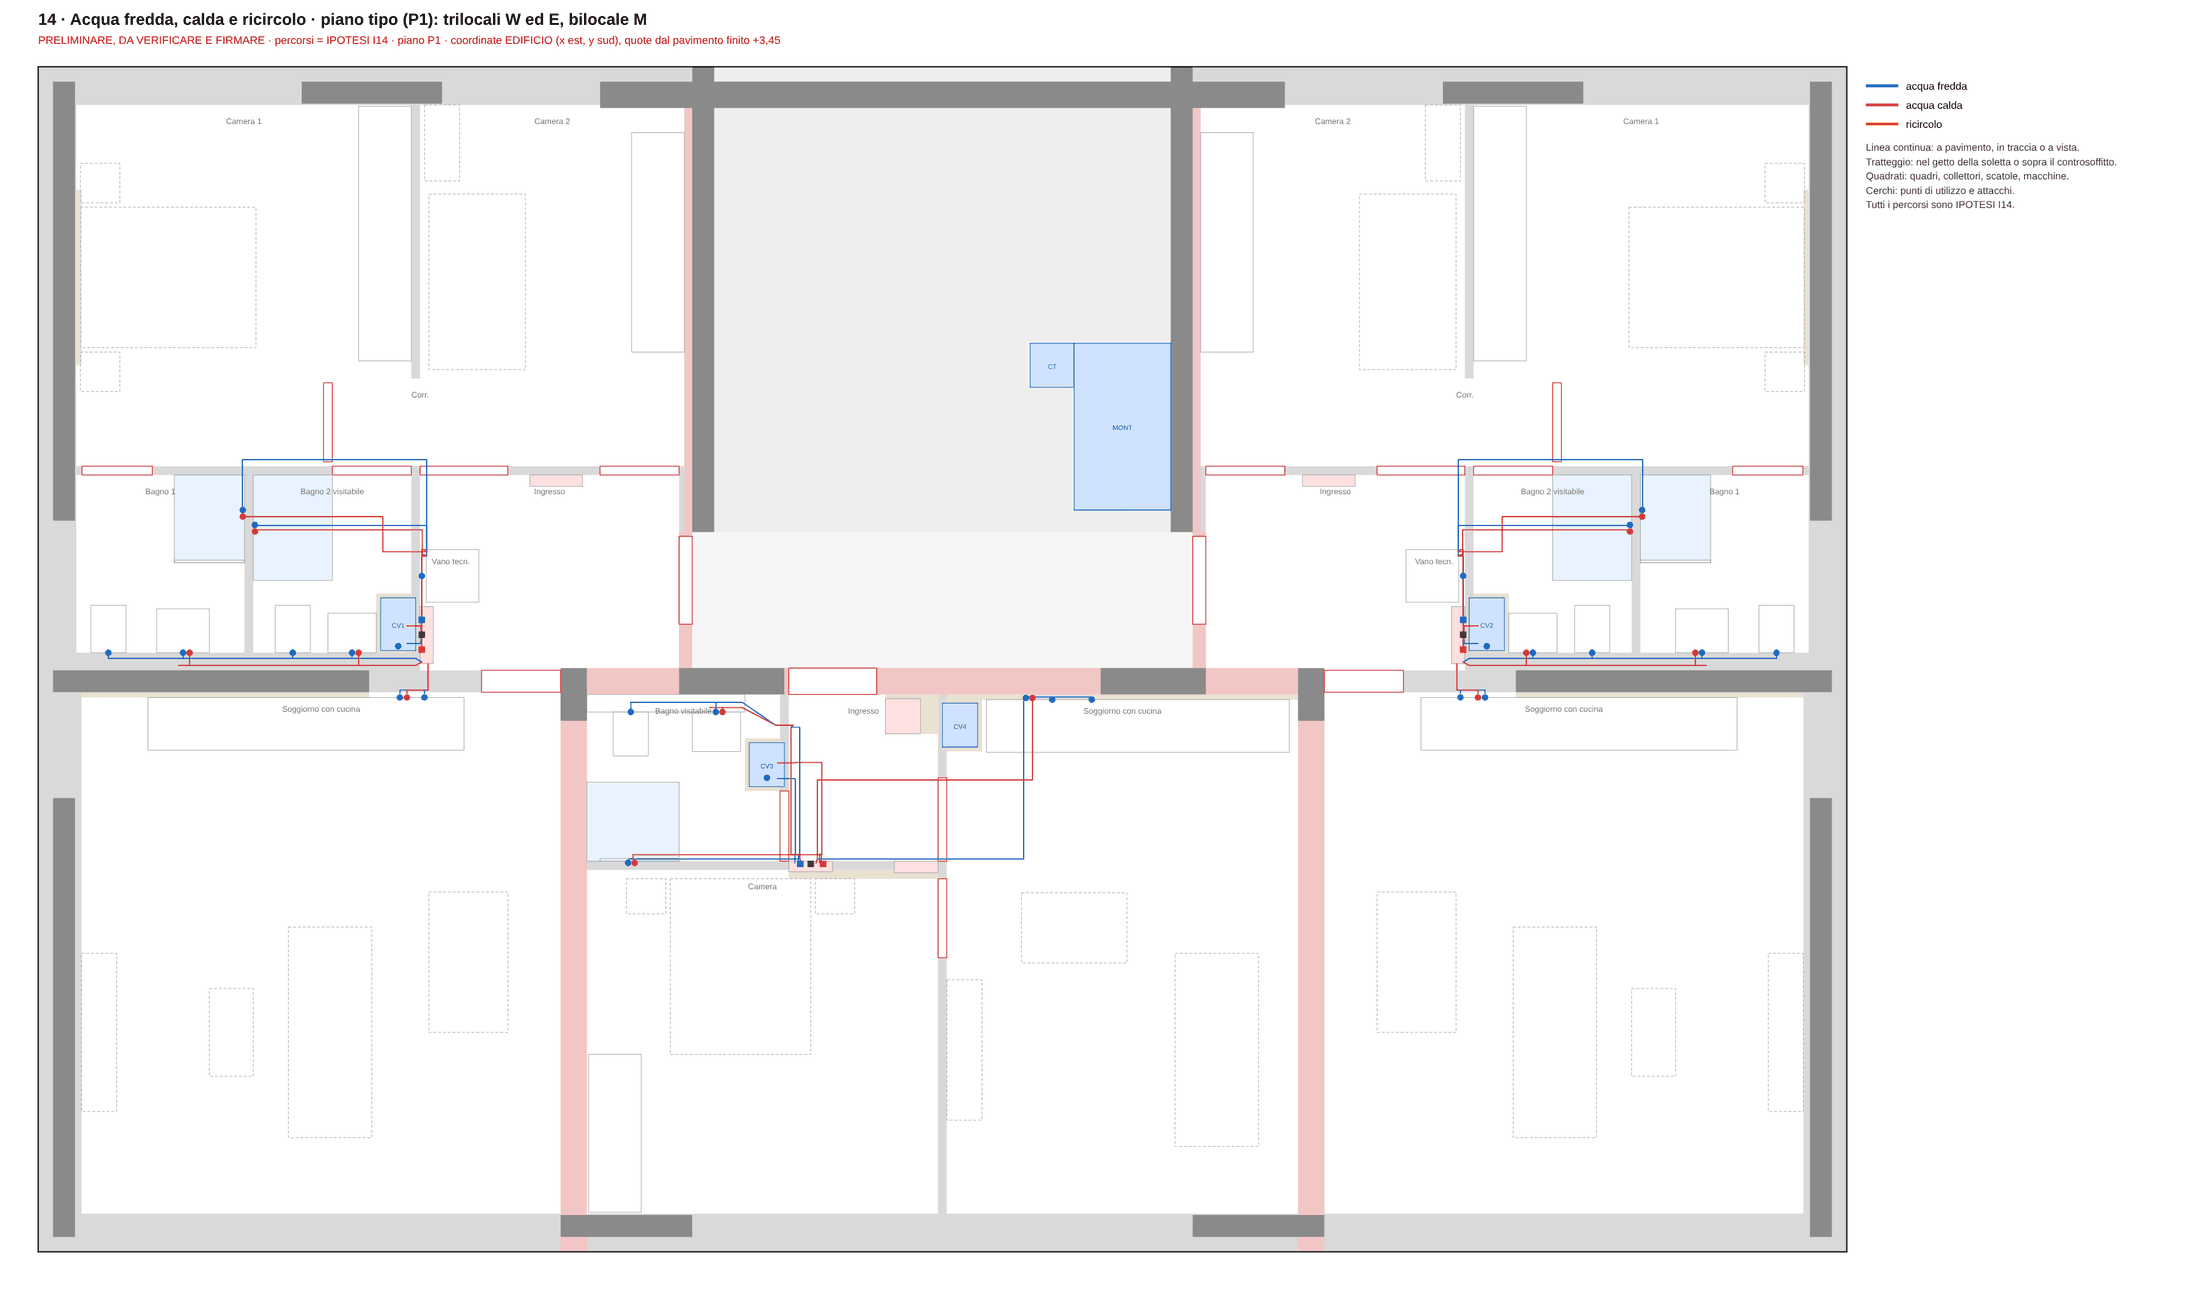 14 · Acqua fredda, calda e ricircolo · piano tipo (P1): trilocali W ed E, bilocale M
PRELIMINARE, DA VERIFICARE E FIRMARE · percorsi = IPOTESI I14 · piano P1 · coordinate EDIFICIO (x est, y sud), quote dal pavimento finito +3,45
acqua fredda
acqua calda
ricircolo
Linea continua: a pavimento, in traccia o a vista.
Tratteggio: nel getto della soletta o sopra il controsoffitto.
Quadrati: quadri, collettori, scatole, macchine.
Cerchi: punti di utilizzo e attacchi.
Tutti i percorsi sono IPOTESI I14.
Camera 1
Camera 2
Camera 2
Camera 1
CT
Corr.
Corr.
MONT
Bagno 1
Bagno 2 visitabile
Ingresso
Ingresso
Bagno 2 visitabile
Bagno 1
Vano tecn.
Vano tecn.
CV1
CV2
Soggiorno con cucina
Bagno visitabile
Ingresso
Soggiorno con cucina
Soggiorno con cucina
CV4
CV3
Camera